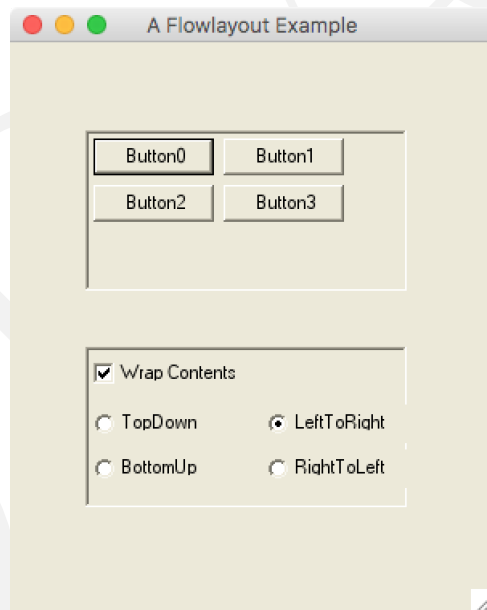 A Flowlayout Example
Button0 Button1
Button2 Button3
Wrap Contents
TopDown LeftToRight
BottomUp RightToLeft